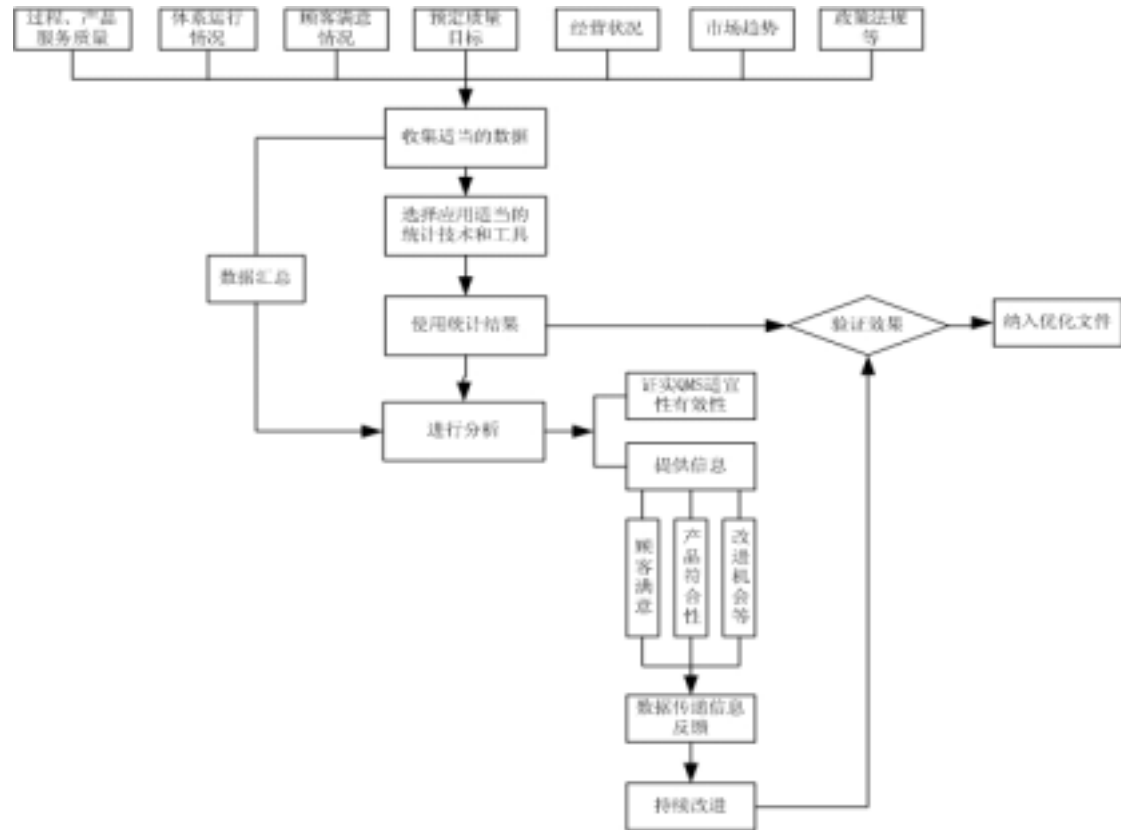 过程、产品
服务质量
体系运行
情况
顾客满意
情况
预定质量
目标
经营状况
市场趋势
政策法规
等
收集适当的数据
选择应用适当的
统计技术和工具
数据汇总
使用统计结果
验证效果
纳入优化文件
进行分析
证实QMS适宜
性有效性
提供信息
顾客满意
产品符合性
改进机会等
数据传递信息
反馈
持续改进